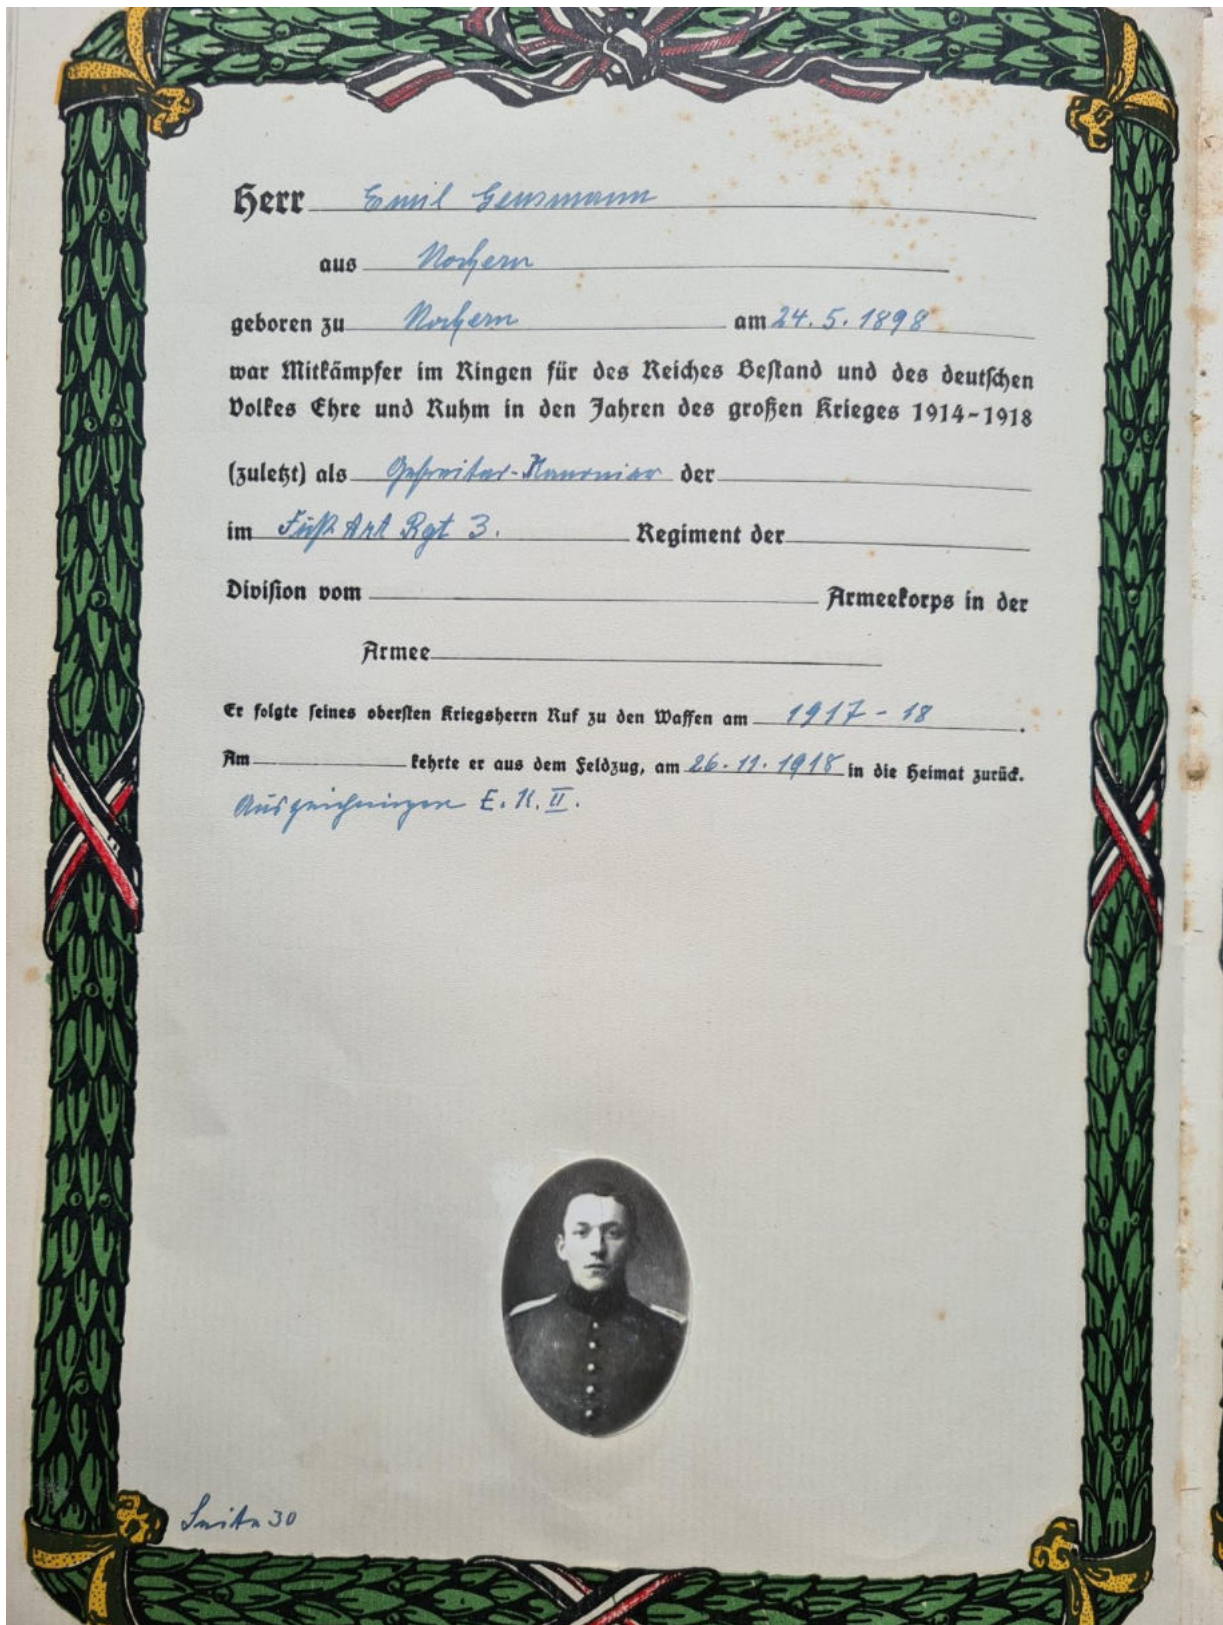 Herr Emil Gensmann
aus Nochern
geboren zu Nochern am 24. 5. 1898
war Mitkämpfer im Ringen für des Reiches Bestand und des deutschen
Volkes Ehre und Ruhm in den Jahren des großen Krieges 1914-1918
(zuletzt) als Gefreiter-Kanonier der
im Fuß Art Rgt 3. Regiment der
Division vom Armeekorps in der
Armee
Er folgte seines obersten Kriegsherrn Ruf zu den Waffen am 1917 - 18.
Am kehrte er aus dem Feldzug, am 26. 11. 1918 in die Heimat zurück.
Auszeichnungen E. K. II.
Seite 30